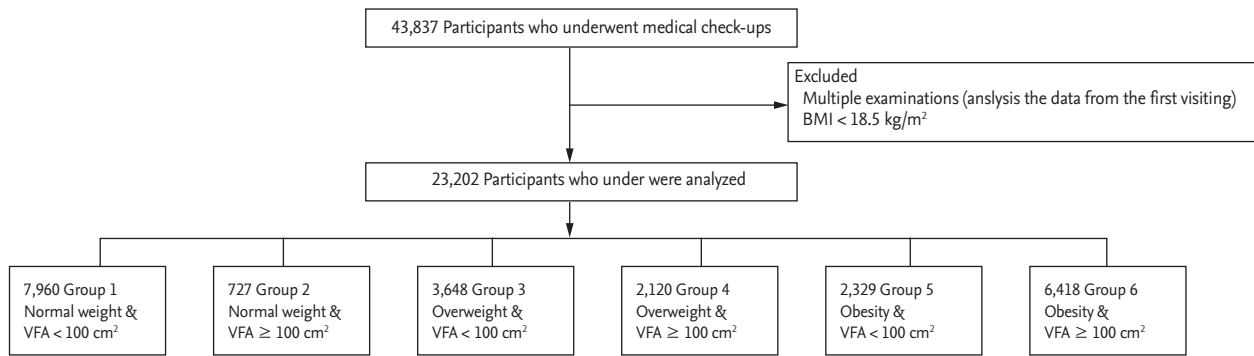 43,837 Participants who underwent medical check-ups
Excluded
Multiple examinations (anslysis the data from the first visiting)
BMI < 18.5 kg/m²
23,202 Participants who under were analyzed
7,960 Group 1
Normal weight &
VFA < 100 cm²
727 Group 2
Normal weight &
VFA ≥ 100 cm²
3,648 Group 3
Overweight &
VFA < 100 cm²
2,120 Group 4
Overweight &
VFA ≥ 100 cm²
2,329 Group 5
Obesity &
VFA < 100 cm²
6,418 Group 6
Obesity &
VFA ≥ 100 cm²